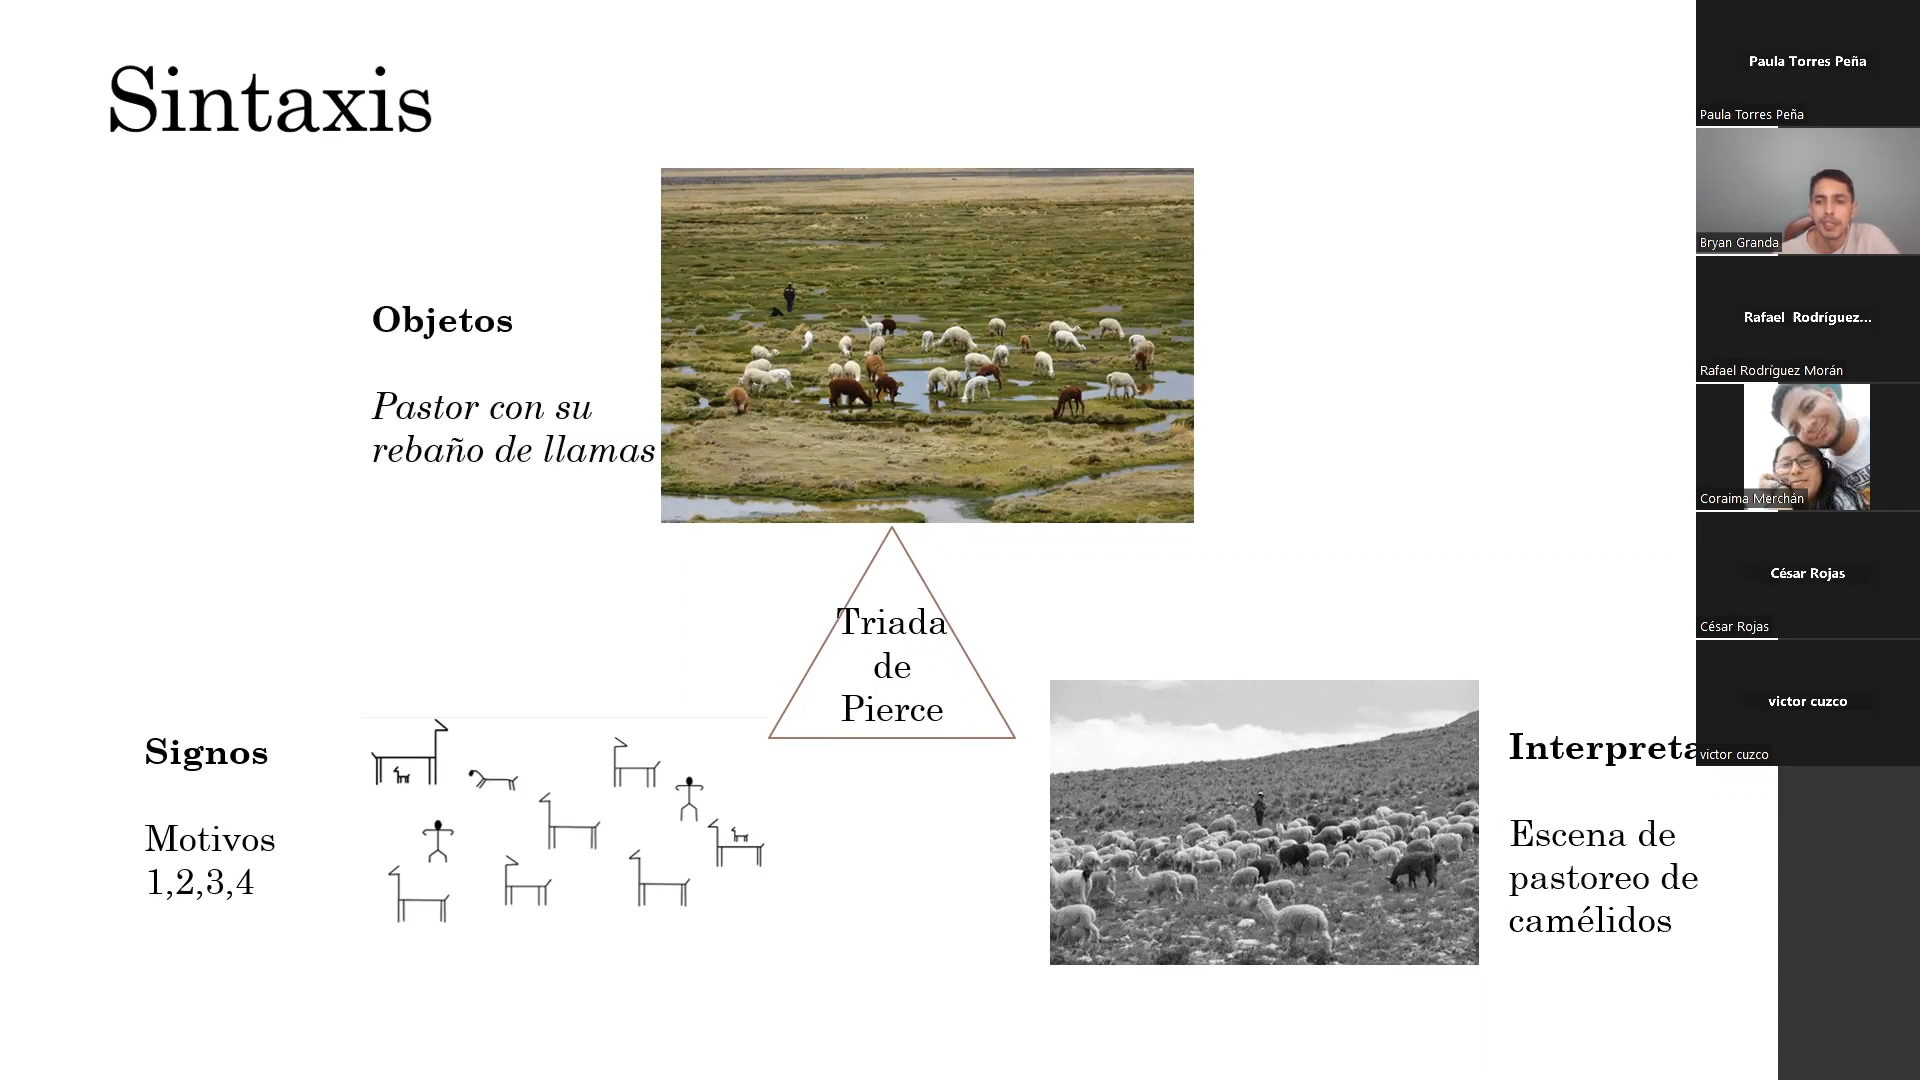 Sintaxis
Objetos
Pastor con su
rebaño de llamas
Triada
de
Pierce
Signos
Motivos
1,2,3,4
Interpreta
Escena de
pastoreo de
camélidos
Paula Torres Peña
Paula Torres Peña
Bryan Granda
Rafael Rodríguez...
Rafael Rodríguez Morán
Coraima Merchán
César Rojas
César Rojas
victor cuzco
victor cuzco